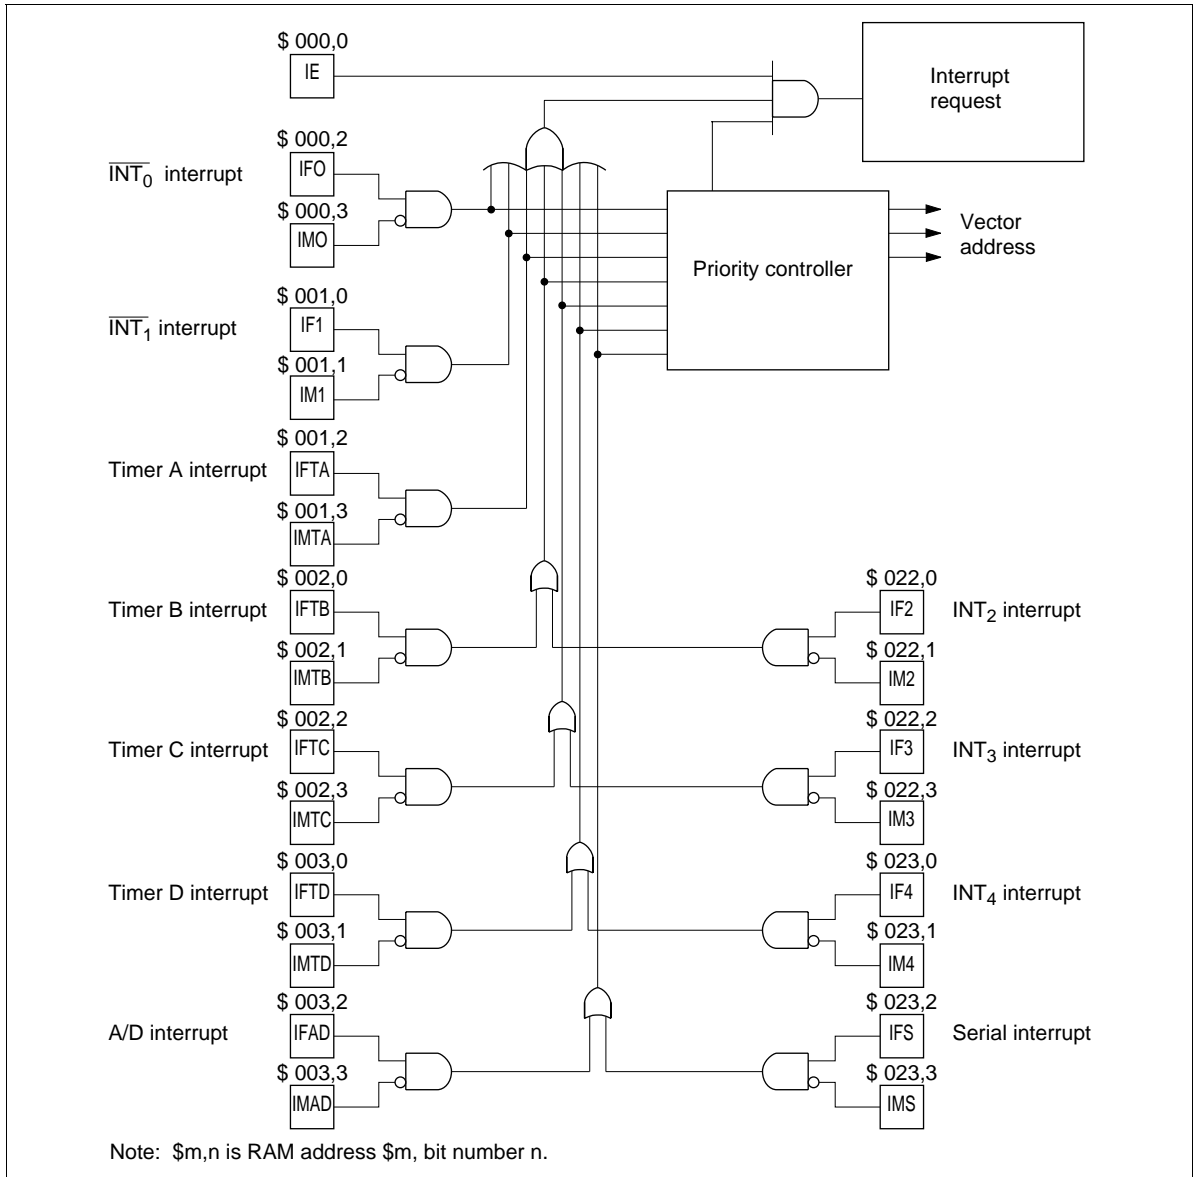 $ 000,0
IE
Interrupt
request
$ 000,2
INT0 interrupt
IFO
$ 000,3
IMO
Priority controller
Vector
address
$ 001,0
INT1 interrupt
IF1
$ 001,1
IM1
$ 001,2
Timer A interrupt
IFTA
$ 001,3
IMTA
$ 002,0
Timer B interrupt
IFTB
$ 002,1
IMTB
$ 022,0
IF2
INT2 interrupt
$ 022,1
IM2
$ 002,2
Timer C interrupt
IFTC
$ 002,3
IMTC
$ 022,2
IF3
INT3 interrupt
$ 022,3
IM3
$ 003,0
Timer D interrupt
IFTD
$ 003,1
IMTD
$ 023,0
IF4
INT4 interrupt
$ 023,1
IM4
$ 003,2
A/D interrupt
IFAD
$ 003,3
IMAD
$ 023,2
IFS
Serial interrupt
$ 023,3
IMS
Note: $m,n is RAM address $m, bit number n.